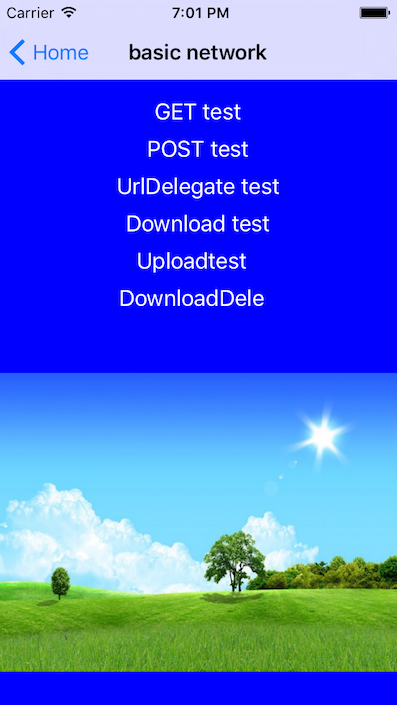 Carrier 7:01 PM
Home basic network
GET test
POST test
UrlDelegate test
Download test
Uploadtest
DownloadDele